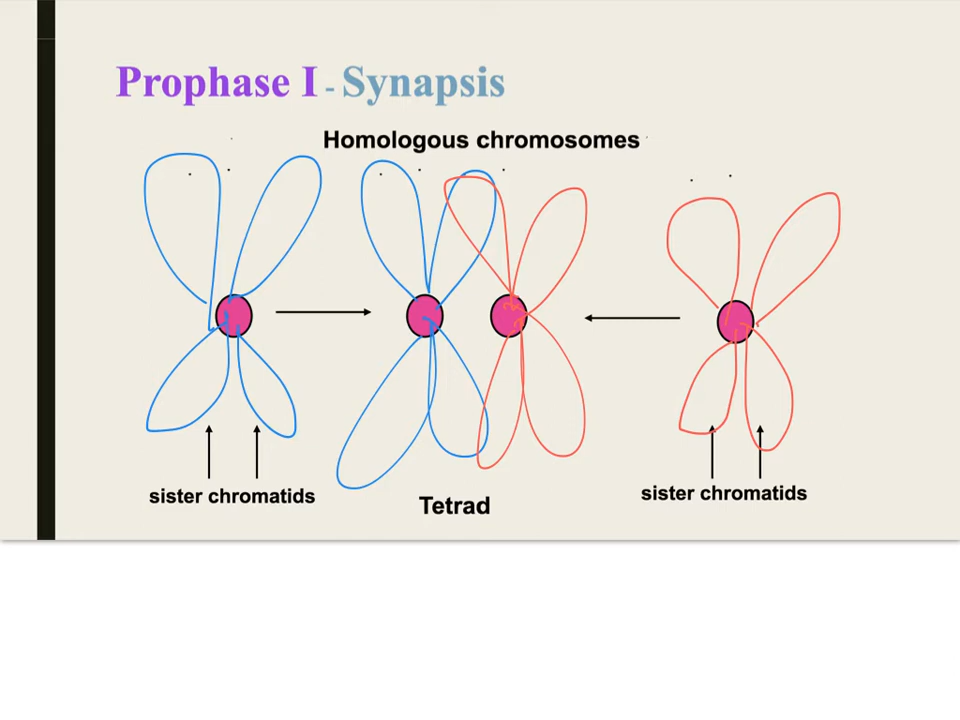 Prophase I - Synapsis
Homologous chromosomes
sister chromatids
Tetrad
sister chromatids